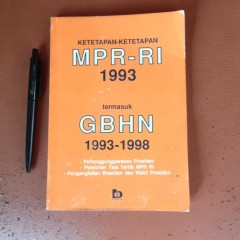 KETETAPAN-KETETAPAN
MPR-RI
1993
termasuk
GBHN
1993-1998
- Pertanggungjawaban Presiden
- Peraturan Tata Tertib MPR RI
- Pengangkatan Presiden dan Wakil Presiden